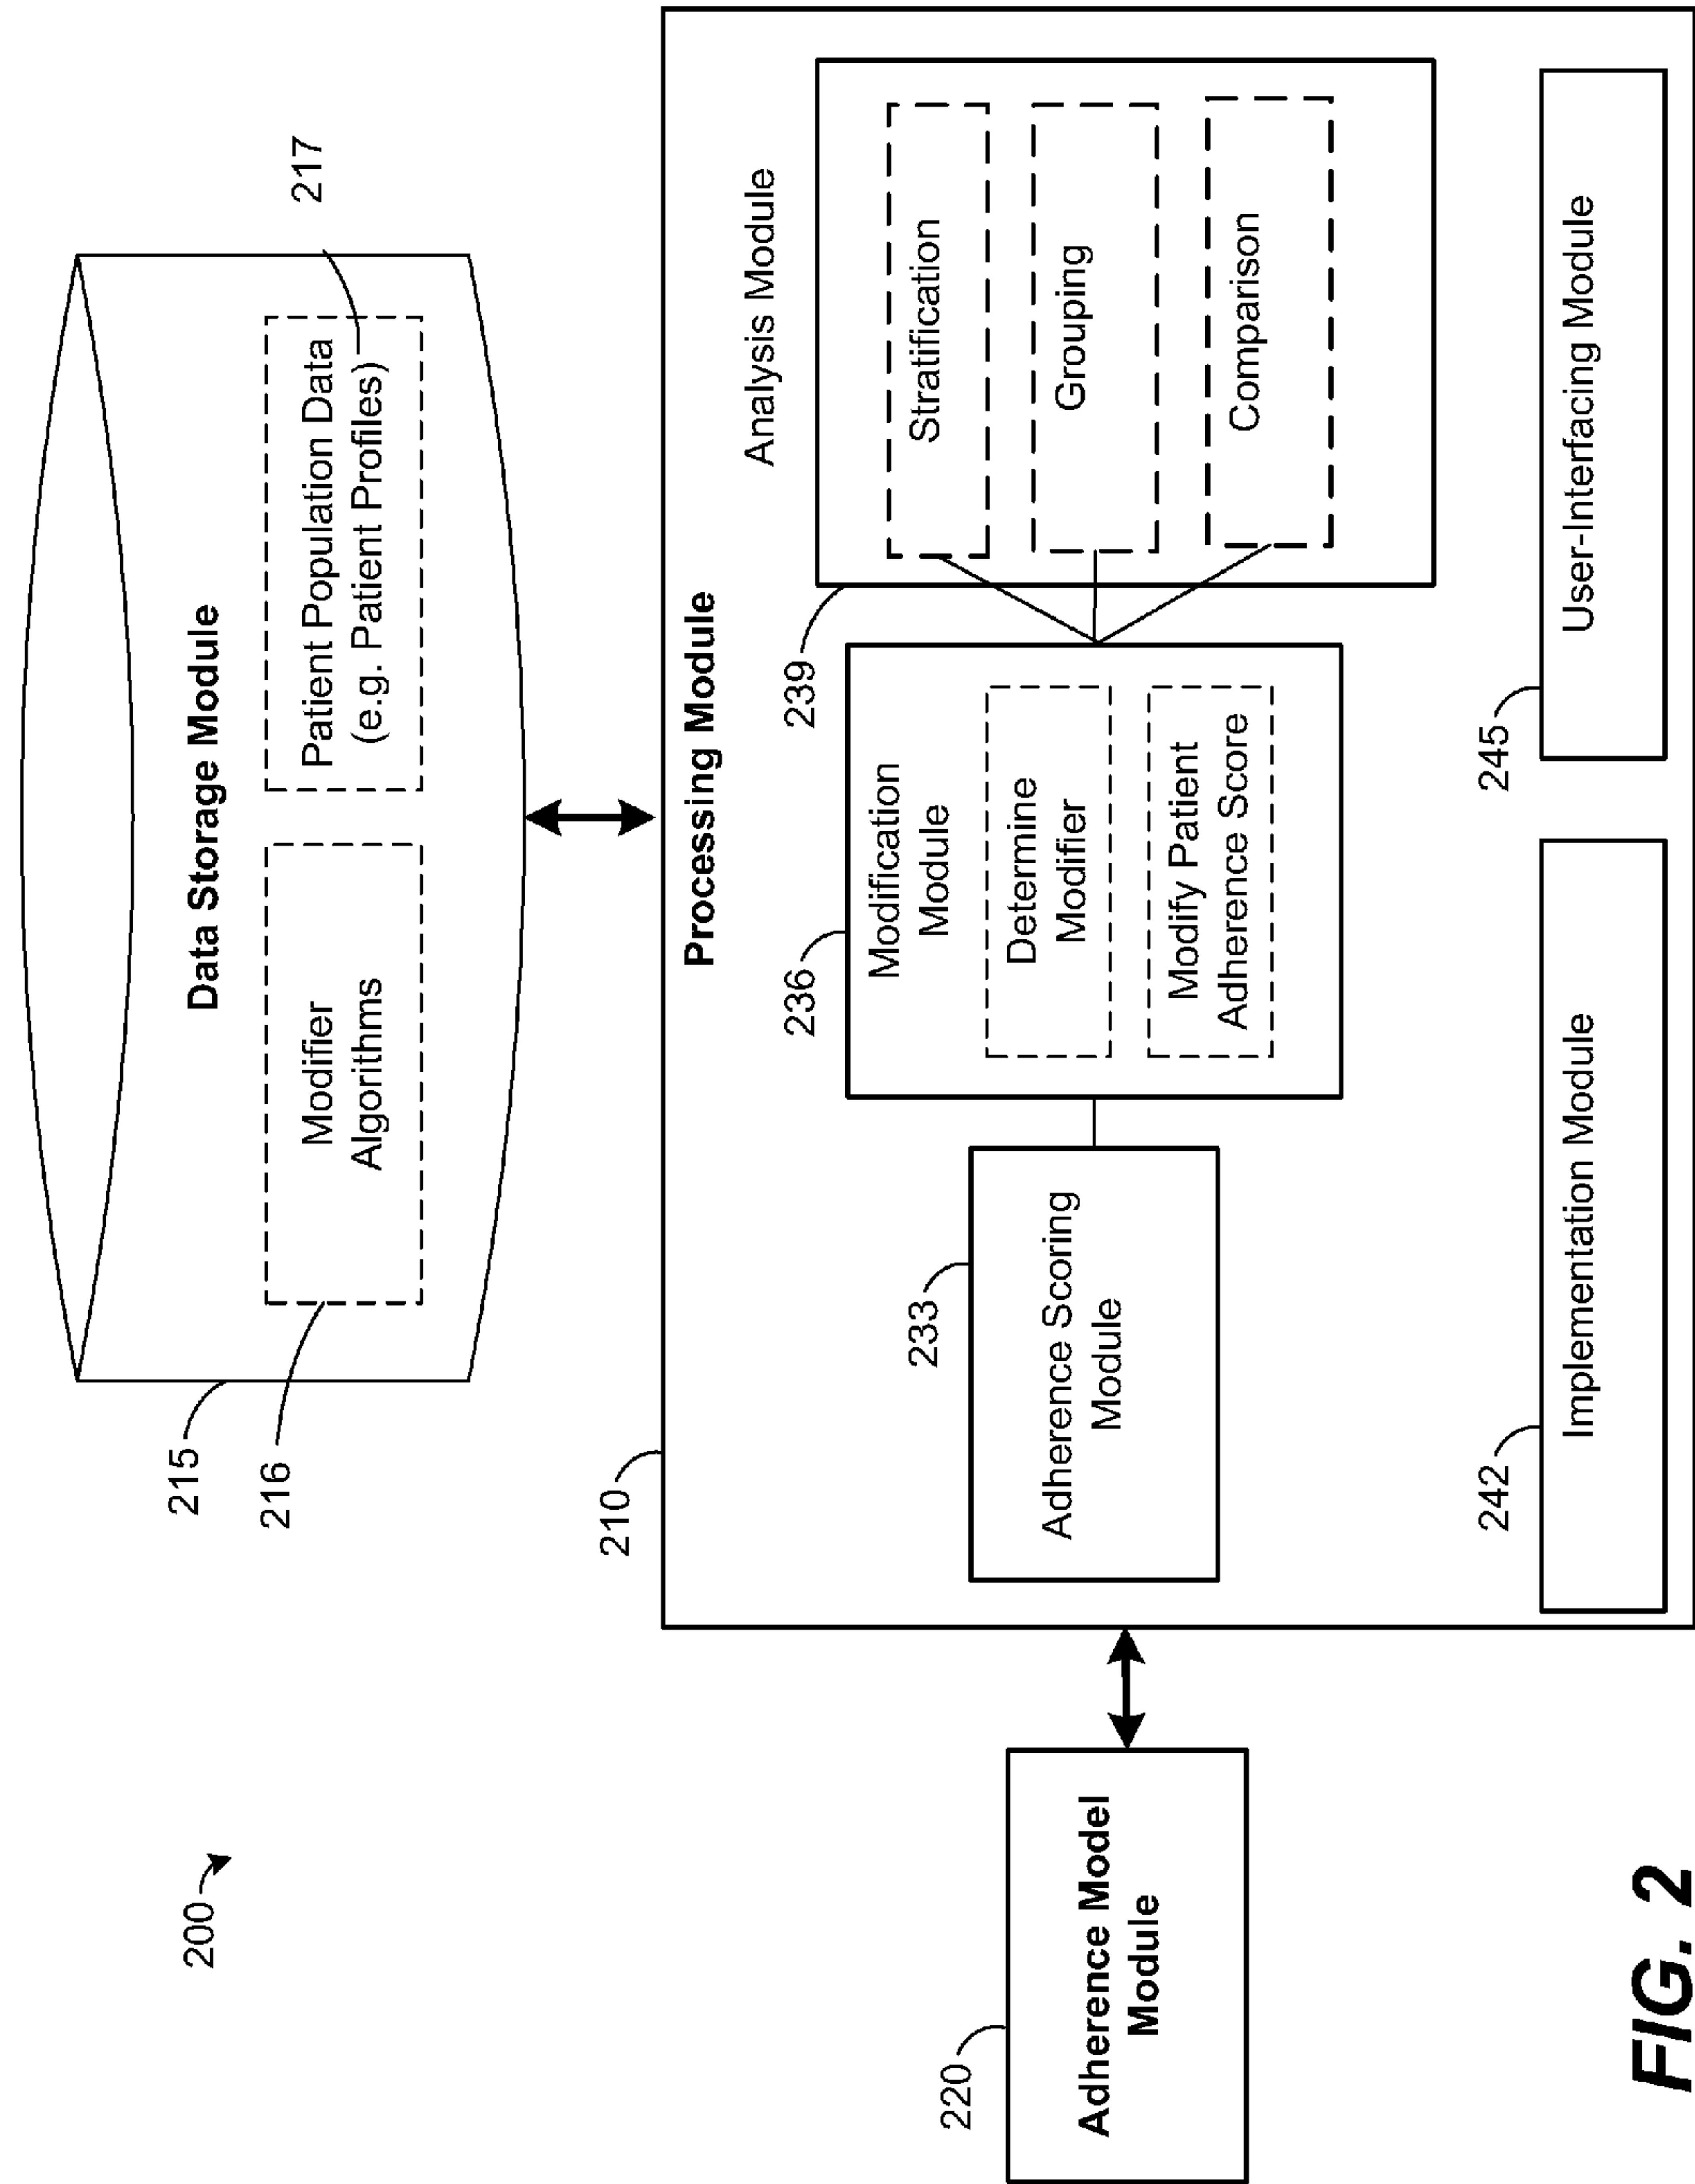 200
215
216
217
Data Storage Module
Modifier
Algorithms
Patient Population Data
(e.g. Patient Profiles)
210
Processing Module
220
Adherence Model
Module
233
Adherence Scoring
Module
236
Modification
Module
Determine
Modifier
Modify Patient
Adherence Score
239
Analysis Module
Stratification
Grouping
Comparison
242
Implementation Module
245
User-Interfacing Module
FIG. 2